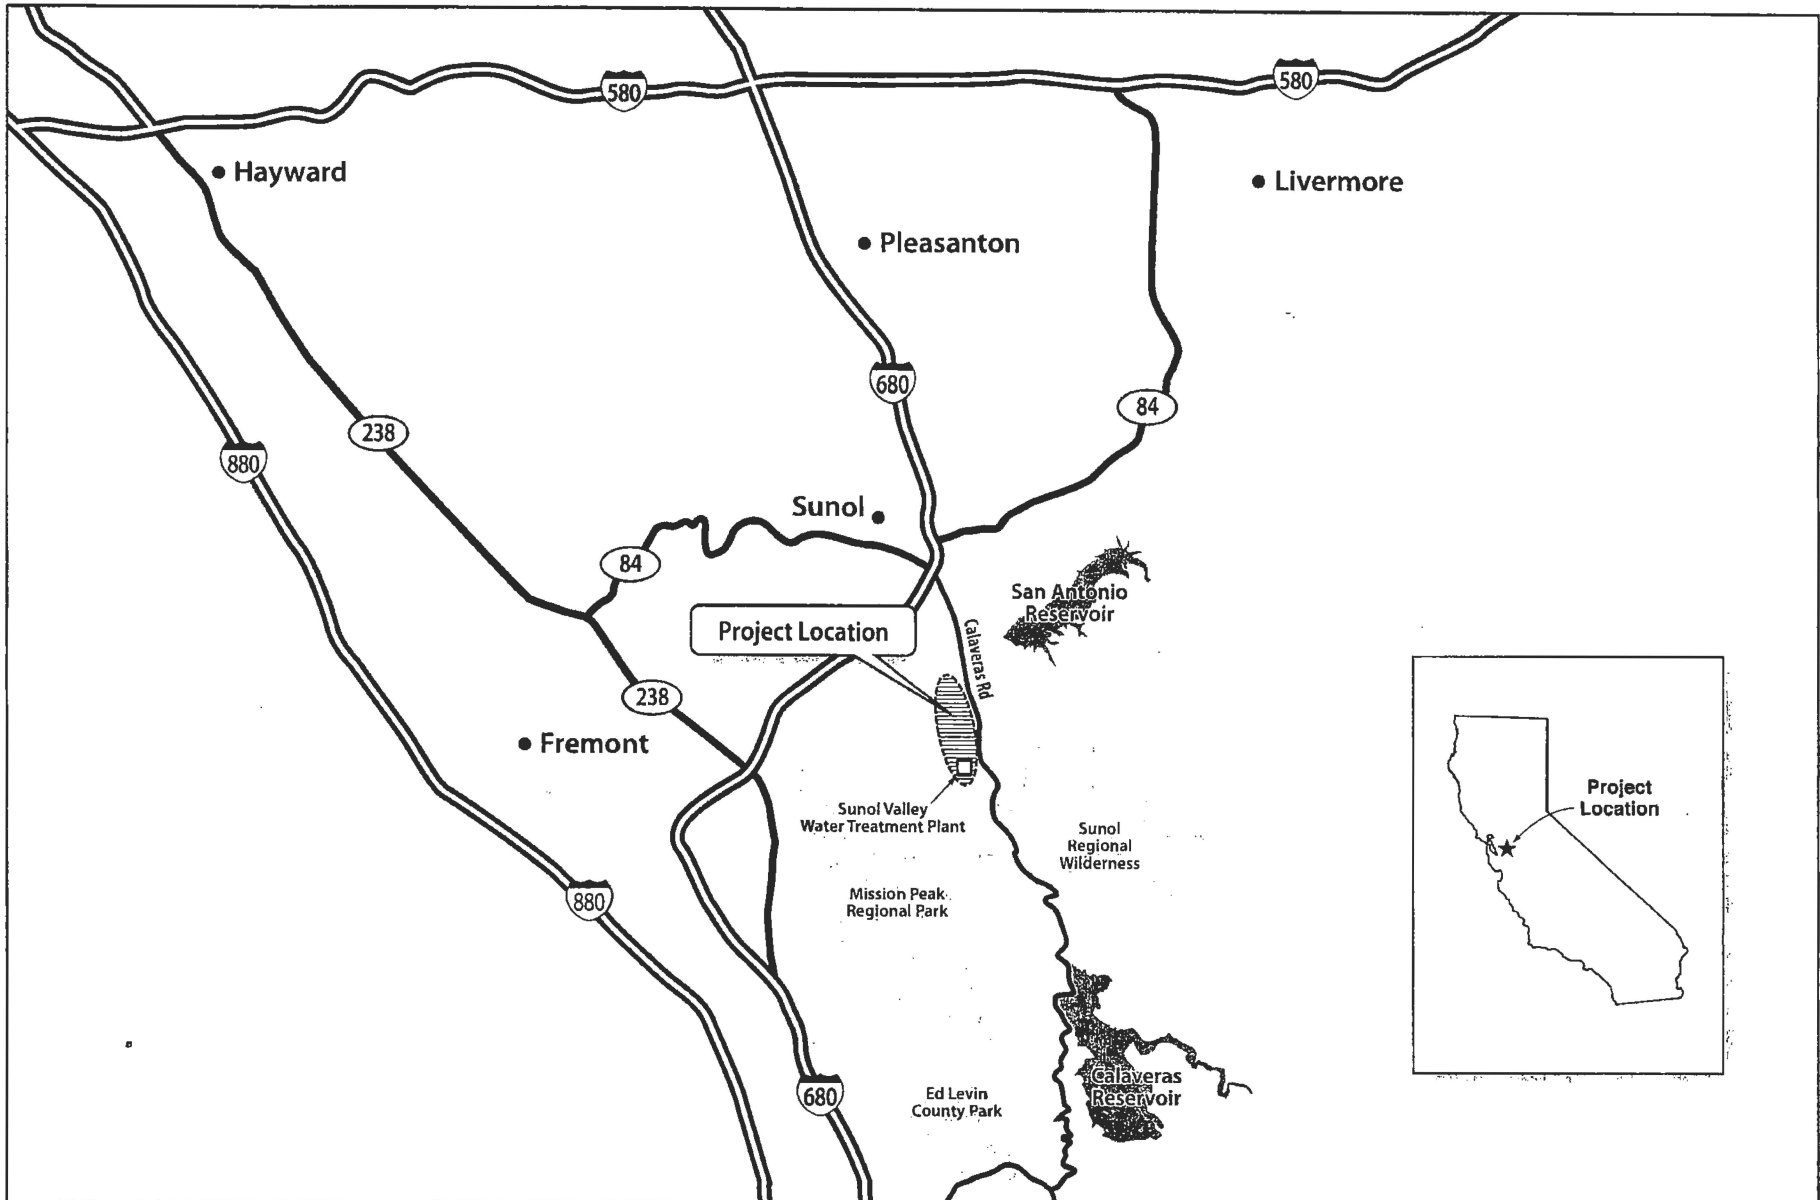 580
580
Hayward
Livermore
Pleasanton
680
84
238
880
Sunol
84
San Antonio
Reservoir
Project Location
Calaveras Rd
238
Fremont
Sunol Valley
Water Treatment Plant
Sunol
Regional
Wilderness
Project
Location
Mission Peak
Regional Park
880
Calaveras
Reservoir
680
Ed Levin
County Park